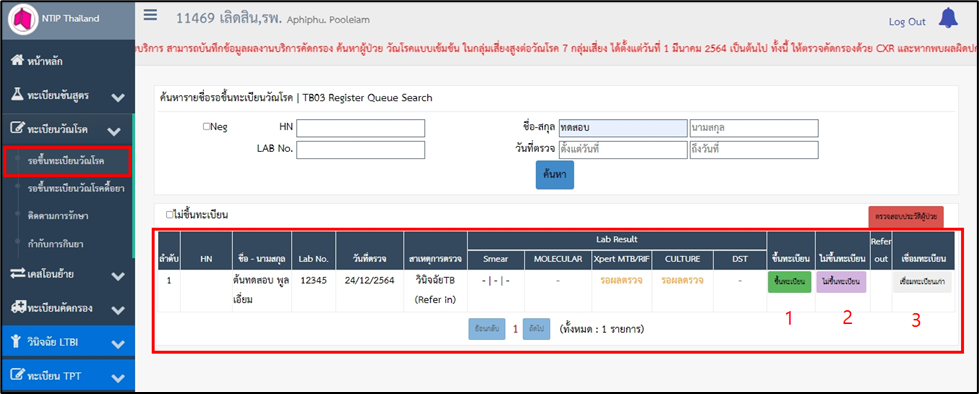 NTIP Thailand
11469 เลิดสิน,รพ. Aphiphu. Pooleiam
Log Out
บริการ สามารถบันทึกข้อมูลผลงานบริการคัดกรอง ค้นหาผู้ป่วย วัณโรคแบบเข้มข้น ในกลุ่มเสี่ยงสูงต่อวัณโรค 7 กลุ่มเสี่ยง ได้ตั้งแต่วันที่ 1 มีนาคม 2564 เป็นต้นไป ทั้งนี้ ให้ตรวจคัดกรองด้วย CXR และหากพบผลผิดป
หน้าหลัก
ทะเบียนชันสูตร
ทะเบียนวัณโรค
รอขึ้นทะเบียนวัณโรค
รอขึ้นทะเบียนวัณโรคดื้อยา
ติดตามการรักษา
กำกับการกินยา
เคสโอนย้าย
ทะเบียนคัดกรอง
วินิจฉัย LTBI
ทะเบียน TPT
ค้นหารายชื่อรอขึ้นทะเบียนวัณโรค | TB03 Register Queue Search
Neg HN ชื่อ-สกุล ทดสอบ นามสกุล
LAB No. วันที่ตรวจ ตั้งแต่วันที่ ถึงวันที่
ค้นหา
ไม่ขึ้นทะเบียน ตรวจสอบประวัติผู้ป่วย
ลำดับ HN ชื่อ - นามสกุล Lab No. วันที่ตรวจ สาเหตุการตรวจ Lab Result ขึ้นทะเบียน ไม่ขึ้นทะเบียน Refer out เชื่อมทะเบียน
Smear MOLECULAR Xpert MTB/RIF CULTURE DST
1 ต้นทดสอบ พูลเอี่ยม 12345 24/12/2564 วินิจฉัยTB (Refer in) - | - | - - รอผลตรวจ รอผลตรวจ - ขึ้นทะเบียน ไม่ขึ้นทะเบียน เชื่อมทะเบียนเก่า
1 2 3
ย้อนกลับ 1 ถัดไป (ทั้งหมด : 1 รายการ)